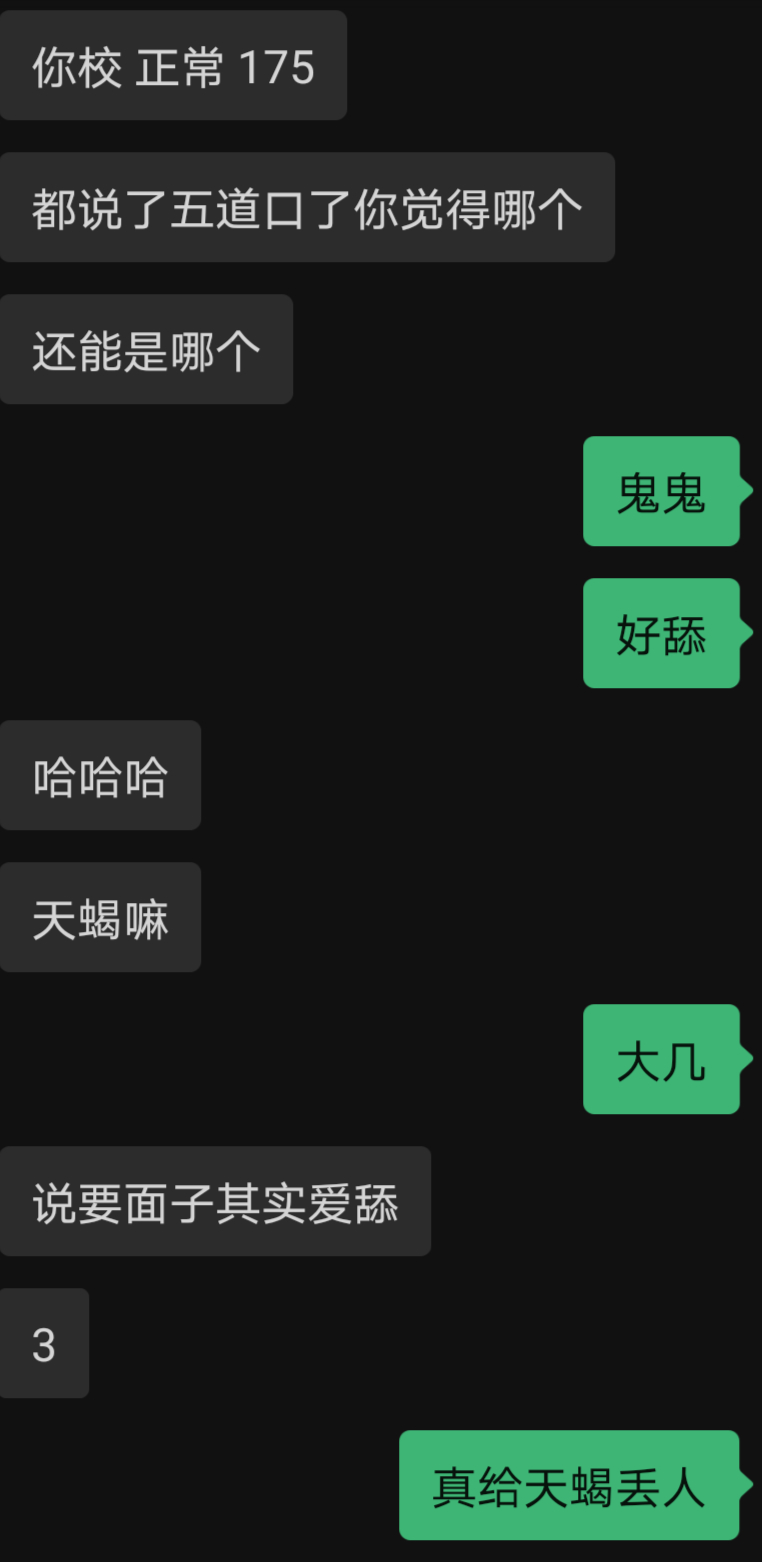 你校 正常 175
都说了五道口了你觉得哪个
还能是哪个
鬼鬼
好舔
哈哈哈
天蝎嘛
大几
说要面子其实爱舔
3
真给天蝎丢人